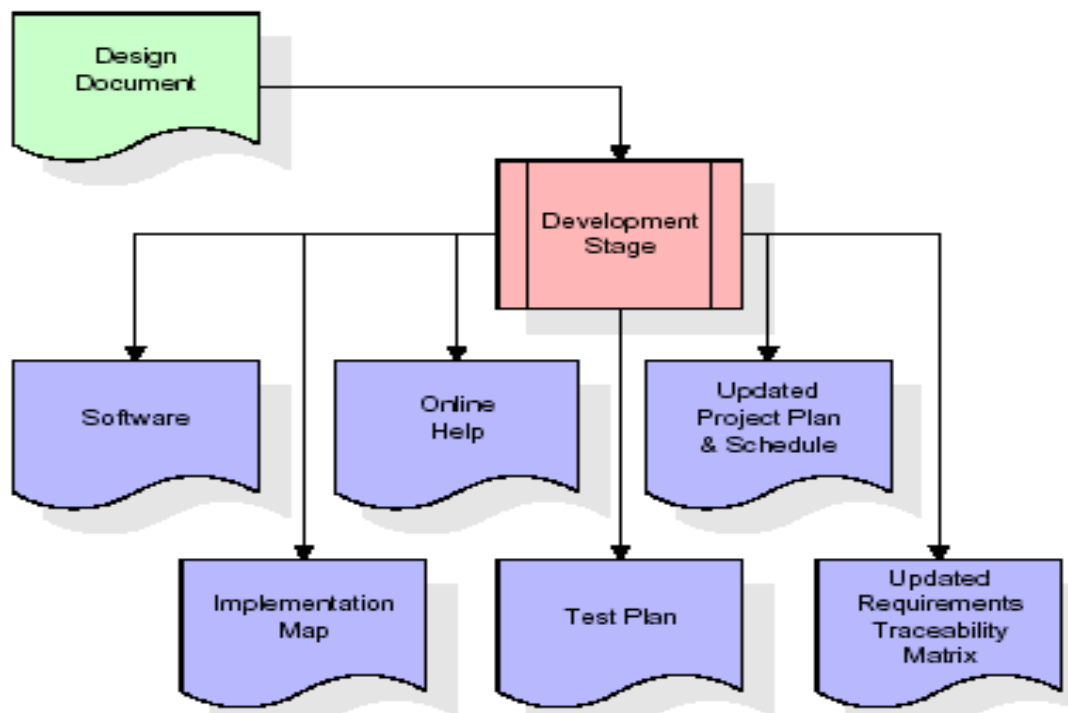 Design
Document
Development
Stage
Software
Online
Help
Updated
Project Plan
& Schedule
Implementation
Map
Test Plan
Updated
Requirements
Traceability
Matrix